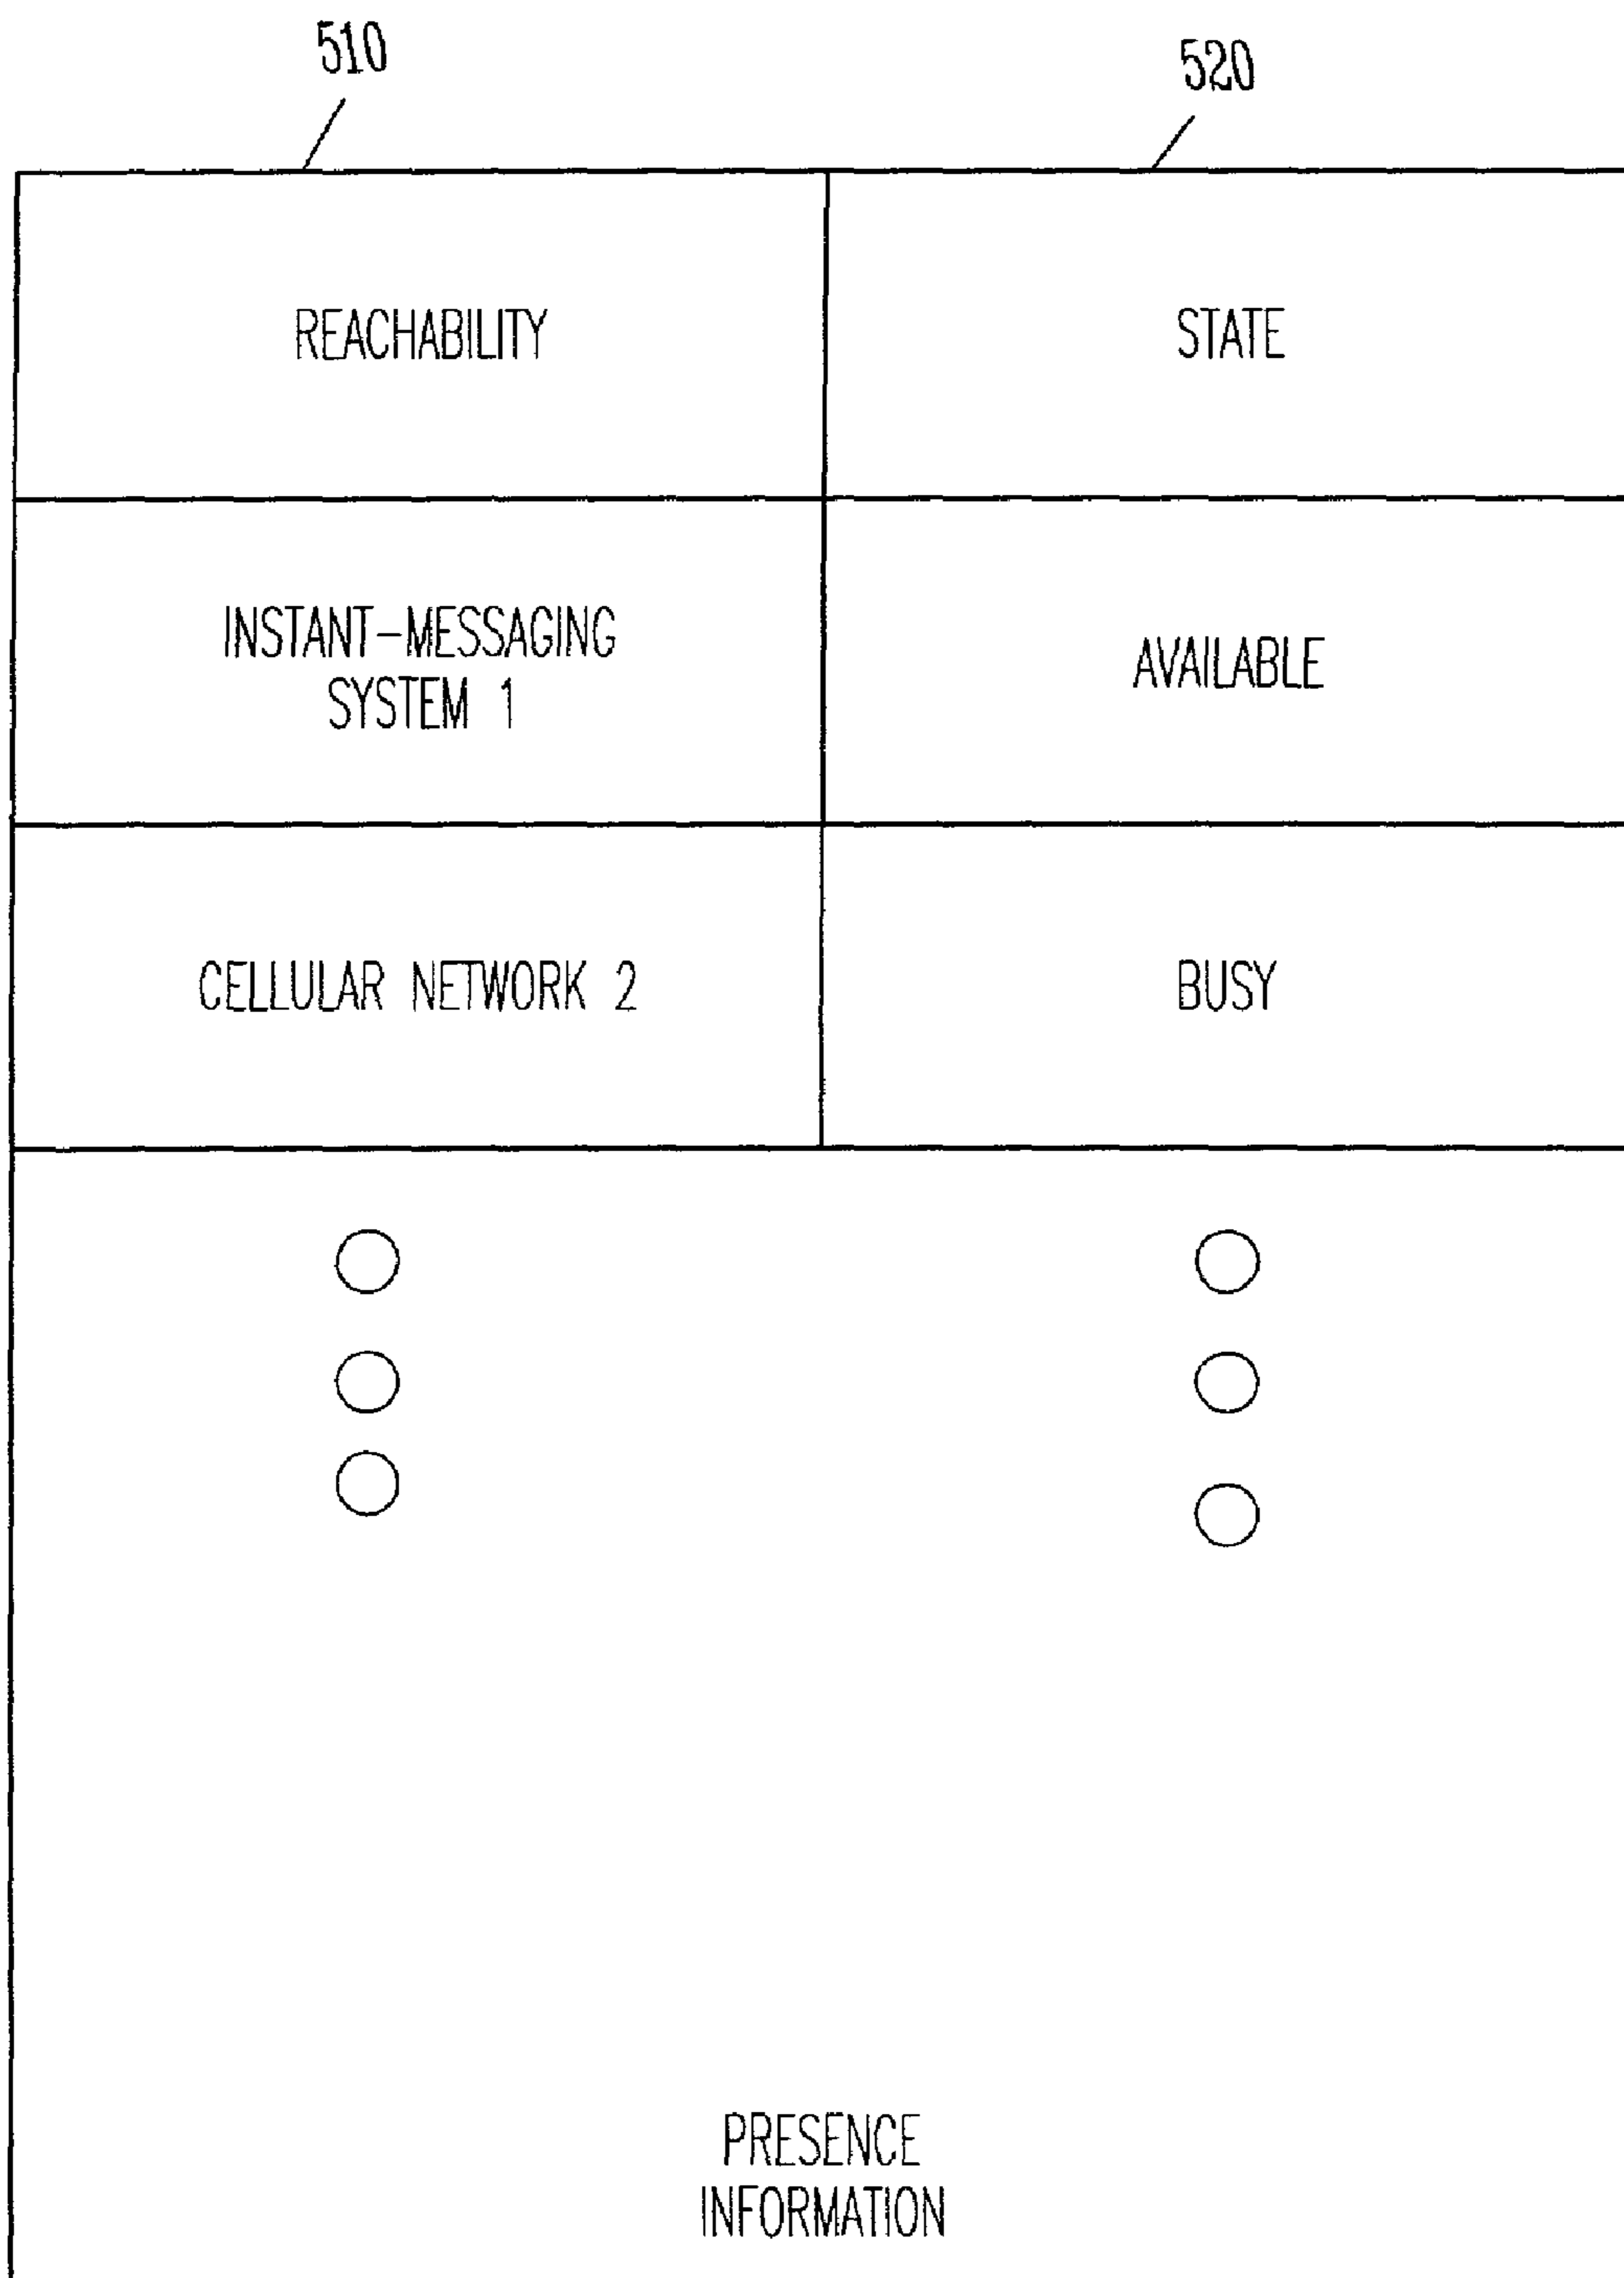 510
520
REACHABILITY
STATE
INSTANT-MESSAGING
SYSTEM 1
AVAILABLE
CELLULAR NETWORK 2
BUSY
PRESENCE
INFORMATION